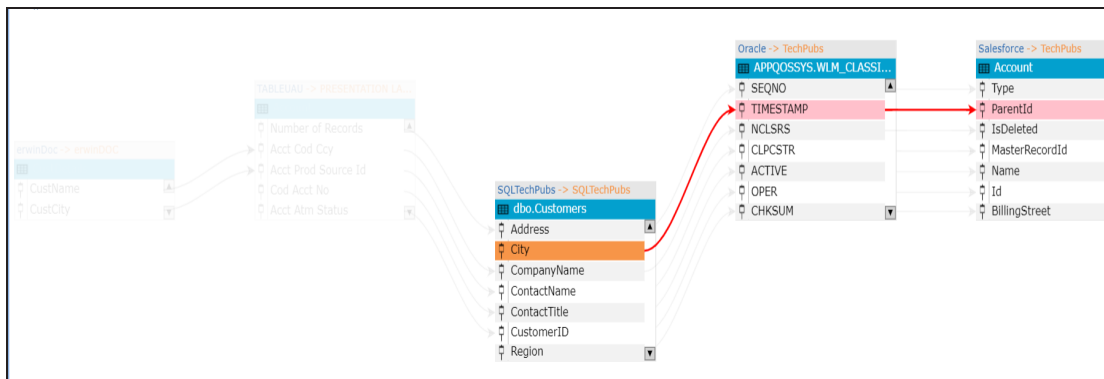 Oracle -> TechPubs
APPQOSSYS.WLM_CLASSI...
SEQNO
TIMESTAMP
NCLSRS
CLPCSTR
ACTIVE
OPER
CHKSUM
Salesforce -> TechPubs
Account
Type
ParentId
IsDeleted
MasterRecordId
Name
Id
BillingStreet
TABLEUAU -> PRESENTATION LA...
Number of Records
Acct Cod Ccy
Acct Prod Source Id
Cod Acct No
Acct Atm Status
CustName
CustCity
SQLTechPubs -> SQLTechPubs
dbo.Customers
Address
City
CompanyName
ContactName
ContactTitle
CustomerID
Region